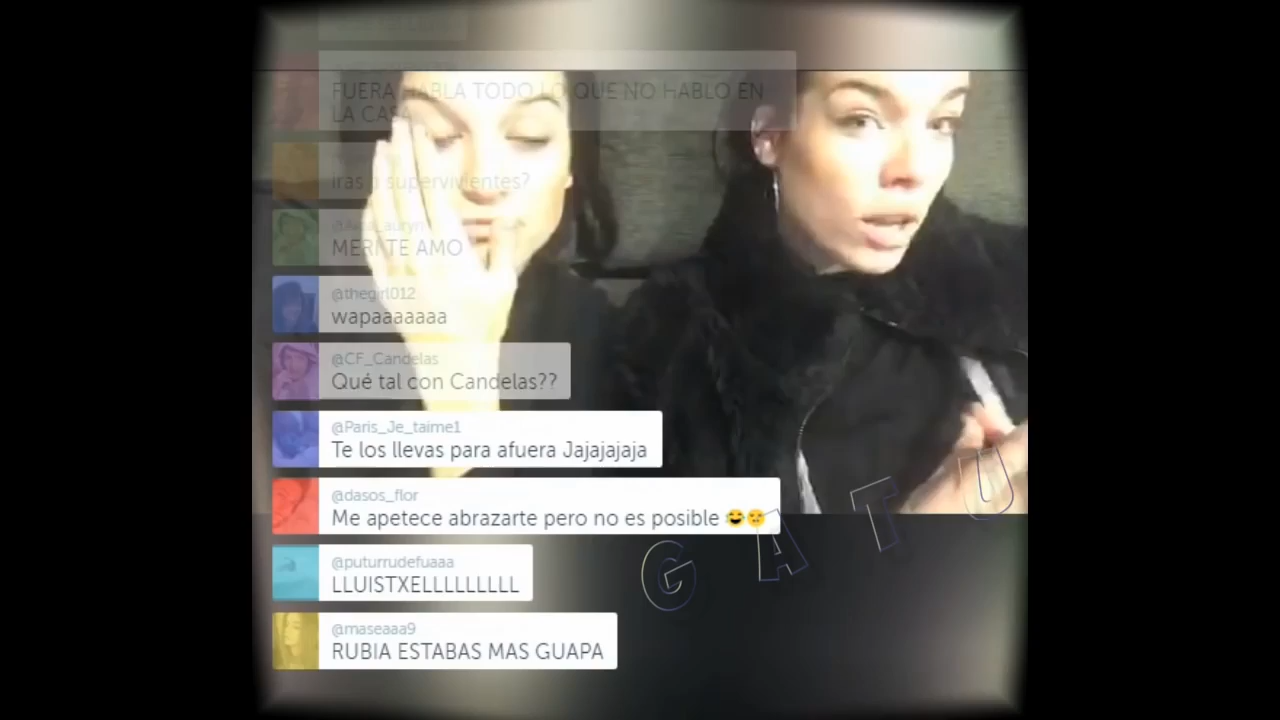 FUERA HABLA TODO LO QUE NO HABLO EN
LA CASA
iras a supervivientes?
MERI TE AMO
@thegirl012
wapaaaaaaa
@CF_Candelas
Qué tal con Candelas??
@Paris_Je_taime1
Te los llevas para afuera Jajajajaja
@dasos_flor
Me apetece abrazarte pero no es posible 😂😚
@puturrudefuaaa
LLUISTXELLLLLLLLL
@maseaaa9
RUBIA ESTABAS MAS GUAPA
G A T U